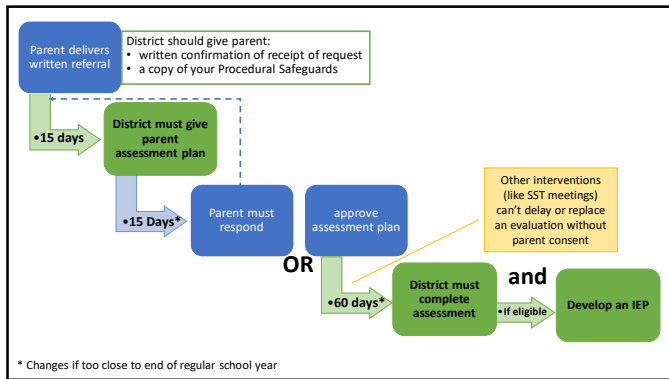 Parent delivers
written referral
District should give parent:
• written confirmation of receipt of request
• a copy of your Procedural Safeguards
•15 days
District must give
parent
assessment plan
•15 Days*
Parent must
respond
OR
approve
assessment plan
Other interventions
(like SST meetings)
can’t delay or replace
an evaluation without
parent consent
•60 days*
District must
complete
assessment
and
•If eligible
Develop an IEP
* Changes if too close to end of regular school year